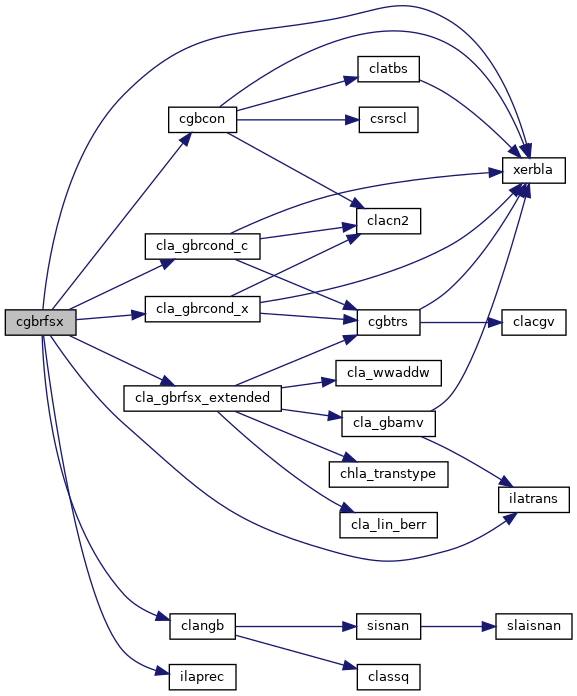 clatbs
cgbcon
csrscl
xerbla
clacn2
cla_gbrcond_c
cla_gbrcond_x
cgbrfsx
cgbtrs
clacgv
cla_wwaddw
cla_gbrfsx_extended
cla_gbamv
chla_transtype
ilatrans
cla_lin_berr
clangb
sisnan
slaisnan
ilaprec
classq